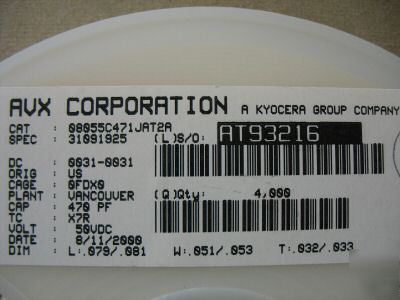 AVX CORPORATION A KYOCERA GROUP COMPANY
CAT : 08055C471JAT2A
SPEC : 31091925 (L)S/O: AT93216
DC : 0031-0031
ORIG : US
CAGE : 0FDX0
PLANT : VANCOUVER (Q)Qty: 4,000
CAP : 470 PF
TC : X7R
VOLT : 50VDC
DATE : 8/11/2000
DIM : L:.079/.081 W:.051/.053 T:.032/.033